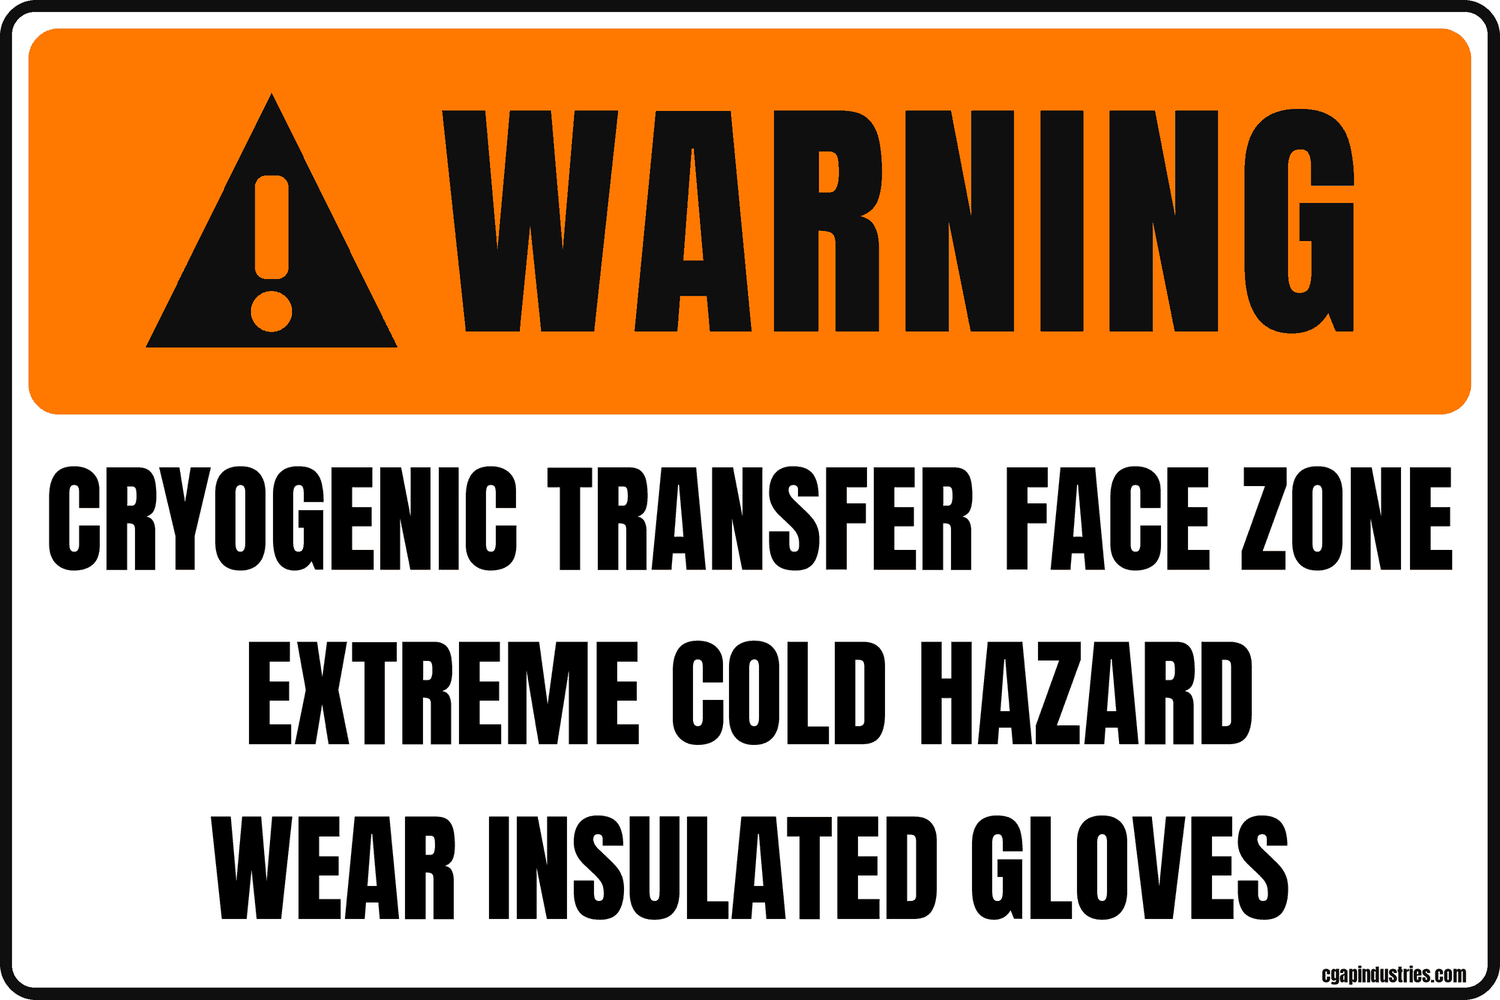 WARNING
CRYOGENIC TRANSFER FACE ZONE
EXTREME COLD HAZARD
WEAR INSULATED GLOVES
cgapindustries.com